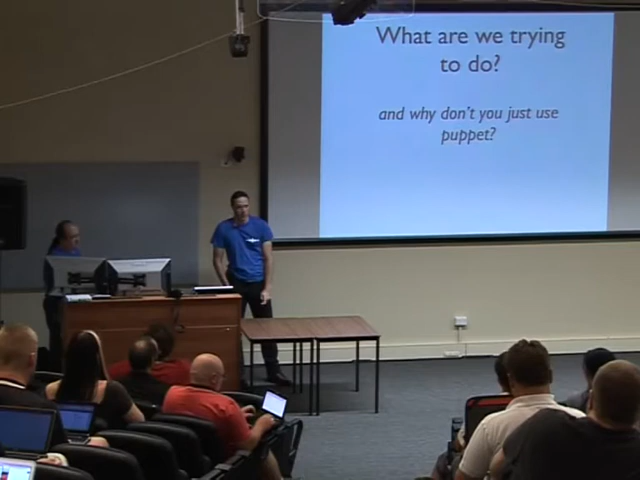 What are we trying
to do?
and why don't you just use
puppet?